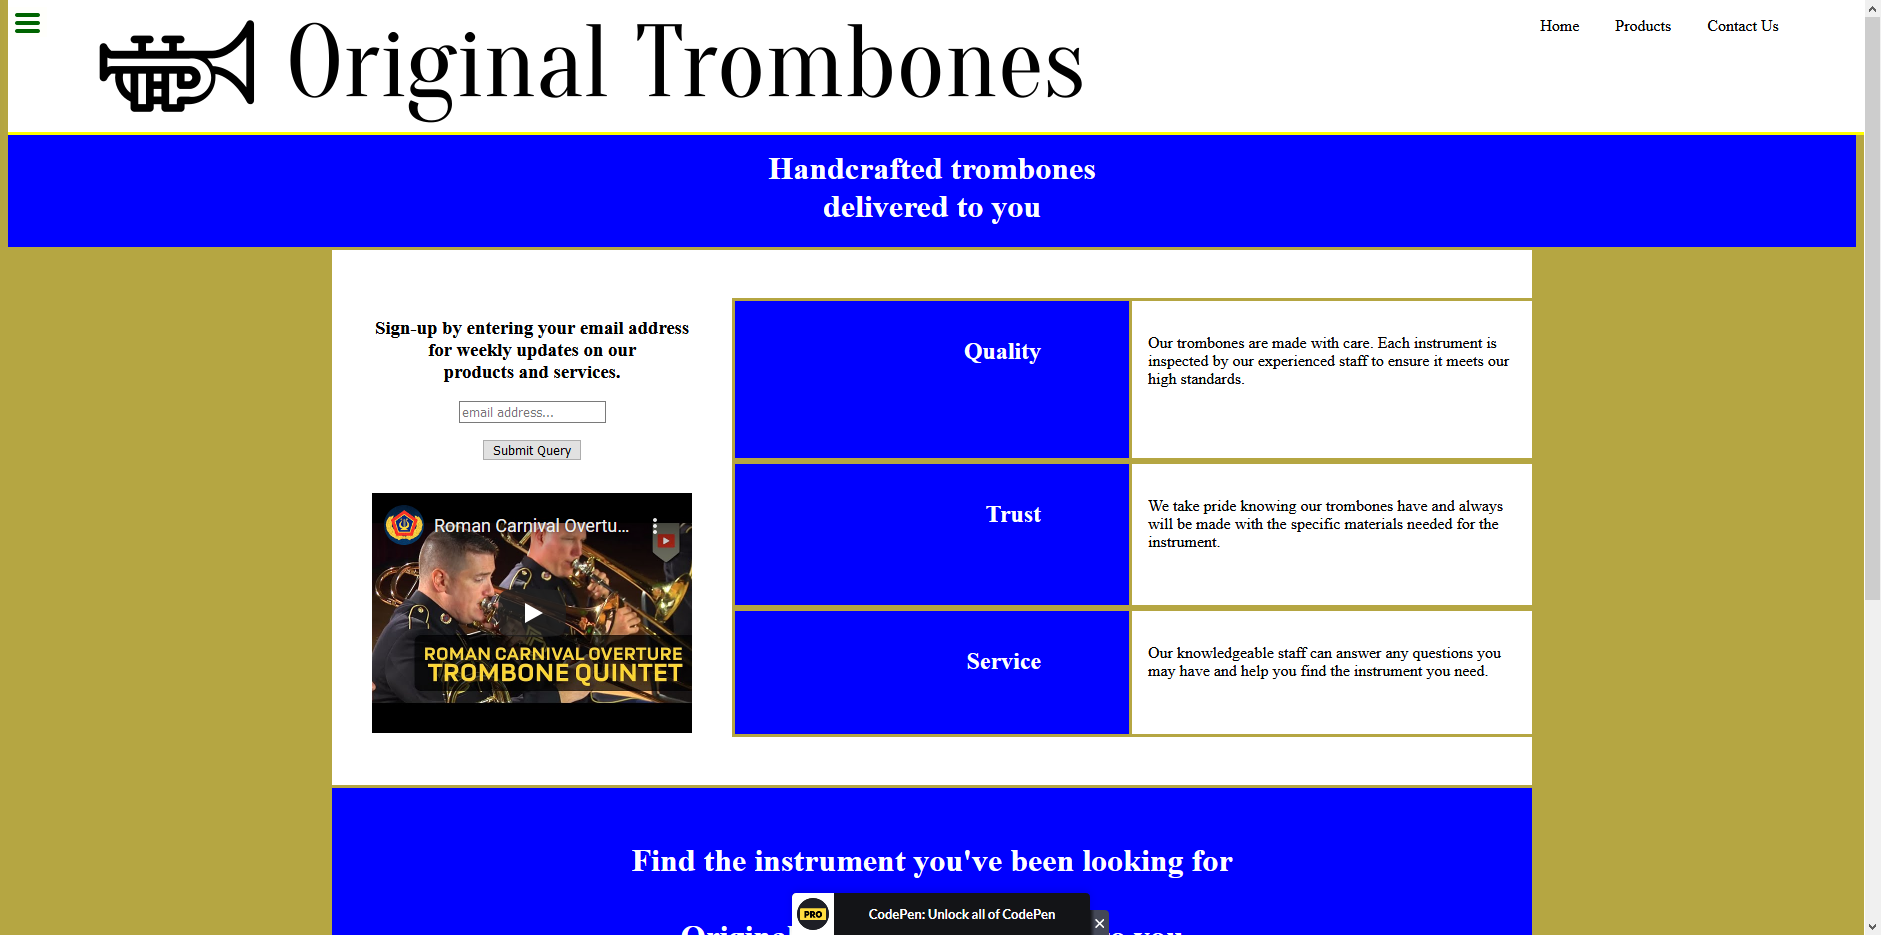 Original Trombones
Home Products Contact Us
Handcrafted trombones
delivered to you
Sign-up by entering your email address
for weekly updates on our
products and services.
email address...
Submit Query
Roman Carnival Overtu...
ROMAN CARNIVAL OVERTURE
TROMBONE QUINTET
Quality
Our trombones are made with care. Each instrument is
inspected by our experienced staff to ensure it meets our
high standards.
Trust
We take pride knowing our trombones have and always
will be made with the specific materials needed for the
instrument.
Service
Our knowledgeable staff can answer any questions you
may have and help you find the instrument you need.
Find the instrument you've been looking for
Original you
PRO CodePen: Unlock all of CodePen ×